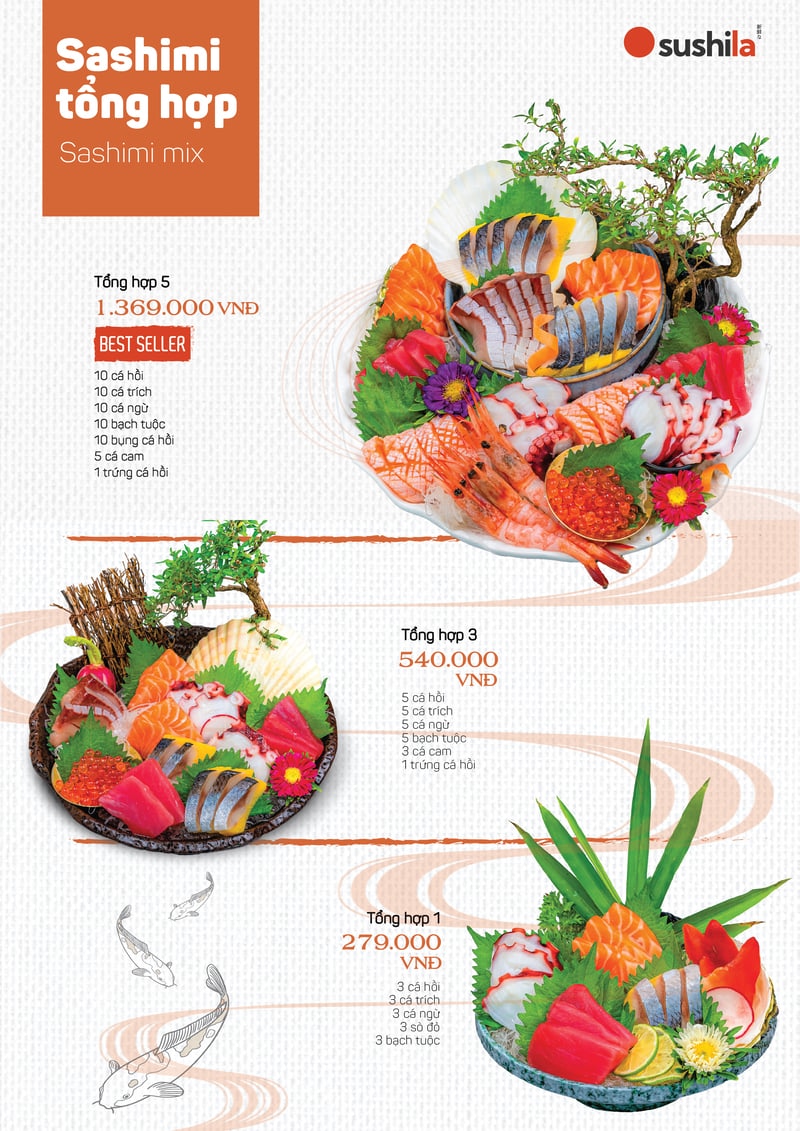 Sashimi
tổng hợp
Sashimi mix
sushila
Tổng hợp 5
1.369.000 VNĐ
BEST SELLER
10 cá hồi
10 cá trích
10 cá ngừ
10 bạch tuộc
10 bụng cá hồi
5 cá cam
1 trứng cá hồi
Tổng hợp 3
540.000
VNĐ
5 cá hồi
5 cá trích
5 cá ngừ
5 bạch tuộc
3 cá cam
1 trứng cá hồi
Tổng hợp 1
279.000
VNĐ
3 cá hồi
3 cá trích
3 cá ngừ
3 sò đỏ
3 bạch tuộc